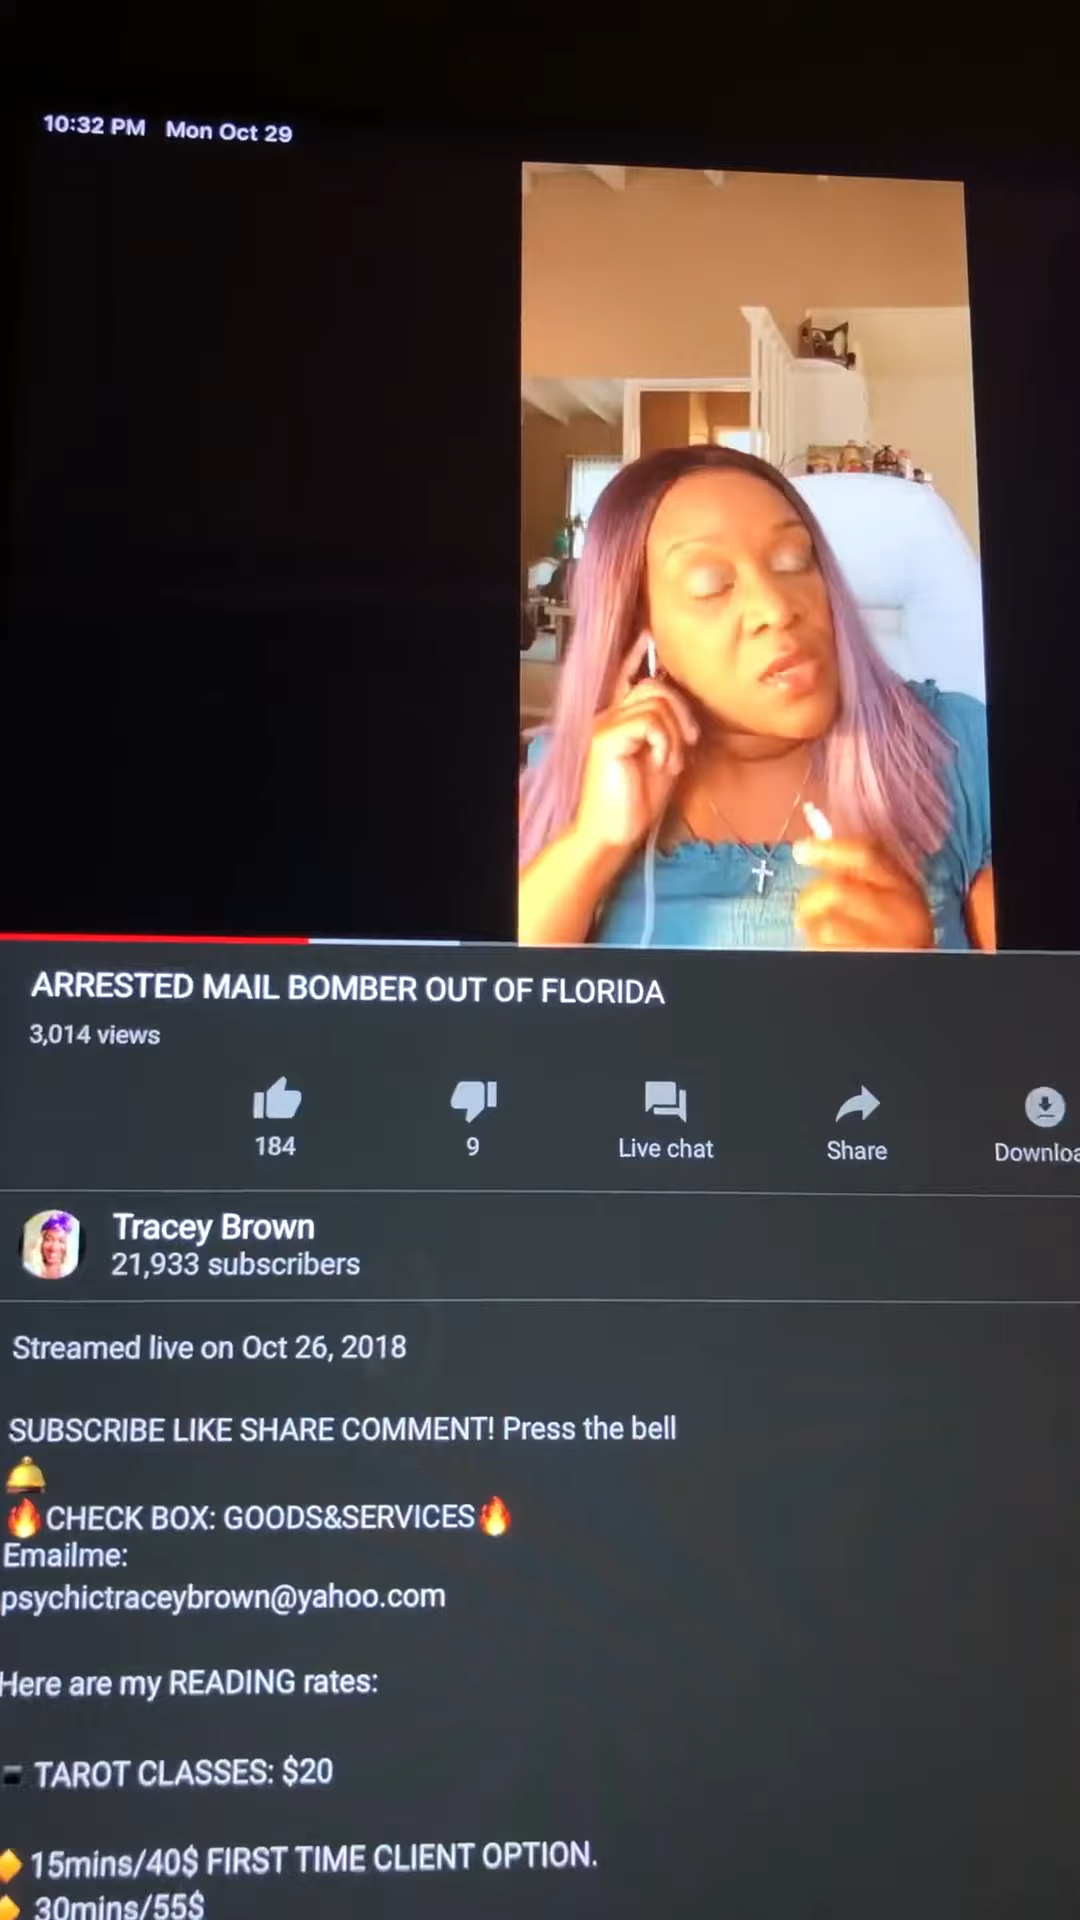 10:32 PM Mon Oct 29
ARRESTED MAIL BOMBER OUT OF FLORIDA
3,014 views
184
9
Live chat
Share
Downloa
Tracey Brown
21,933 subscribers
Streamed live on Oct 26, 2018
SUBSCRIBE LIKE SHARE COMMENT! Press the bell
🔔
🔥CHECK BOX: GOODS&SERVICES🔥
Emailme:
psychictraceybrown@yahoo.com
Here are my READING rates:
▪️TAROT CLASSES: $20
🔸15mins/40$ FIRST TIME CLIENT OPTION.
🔸30mins/55$